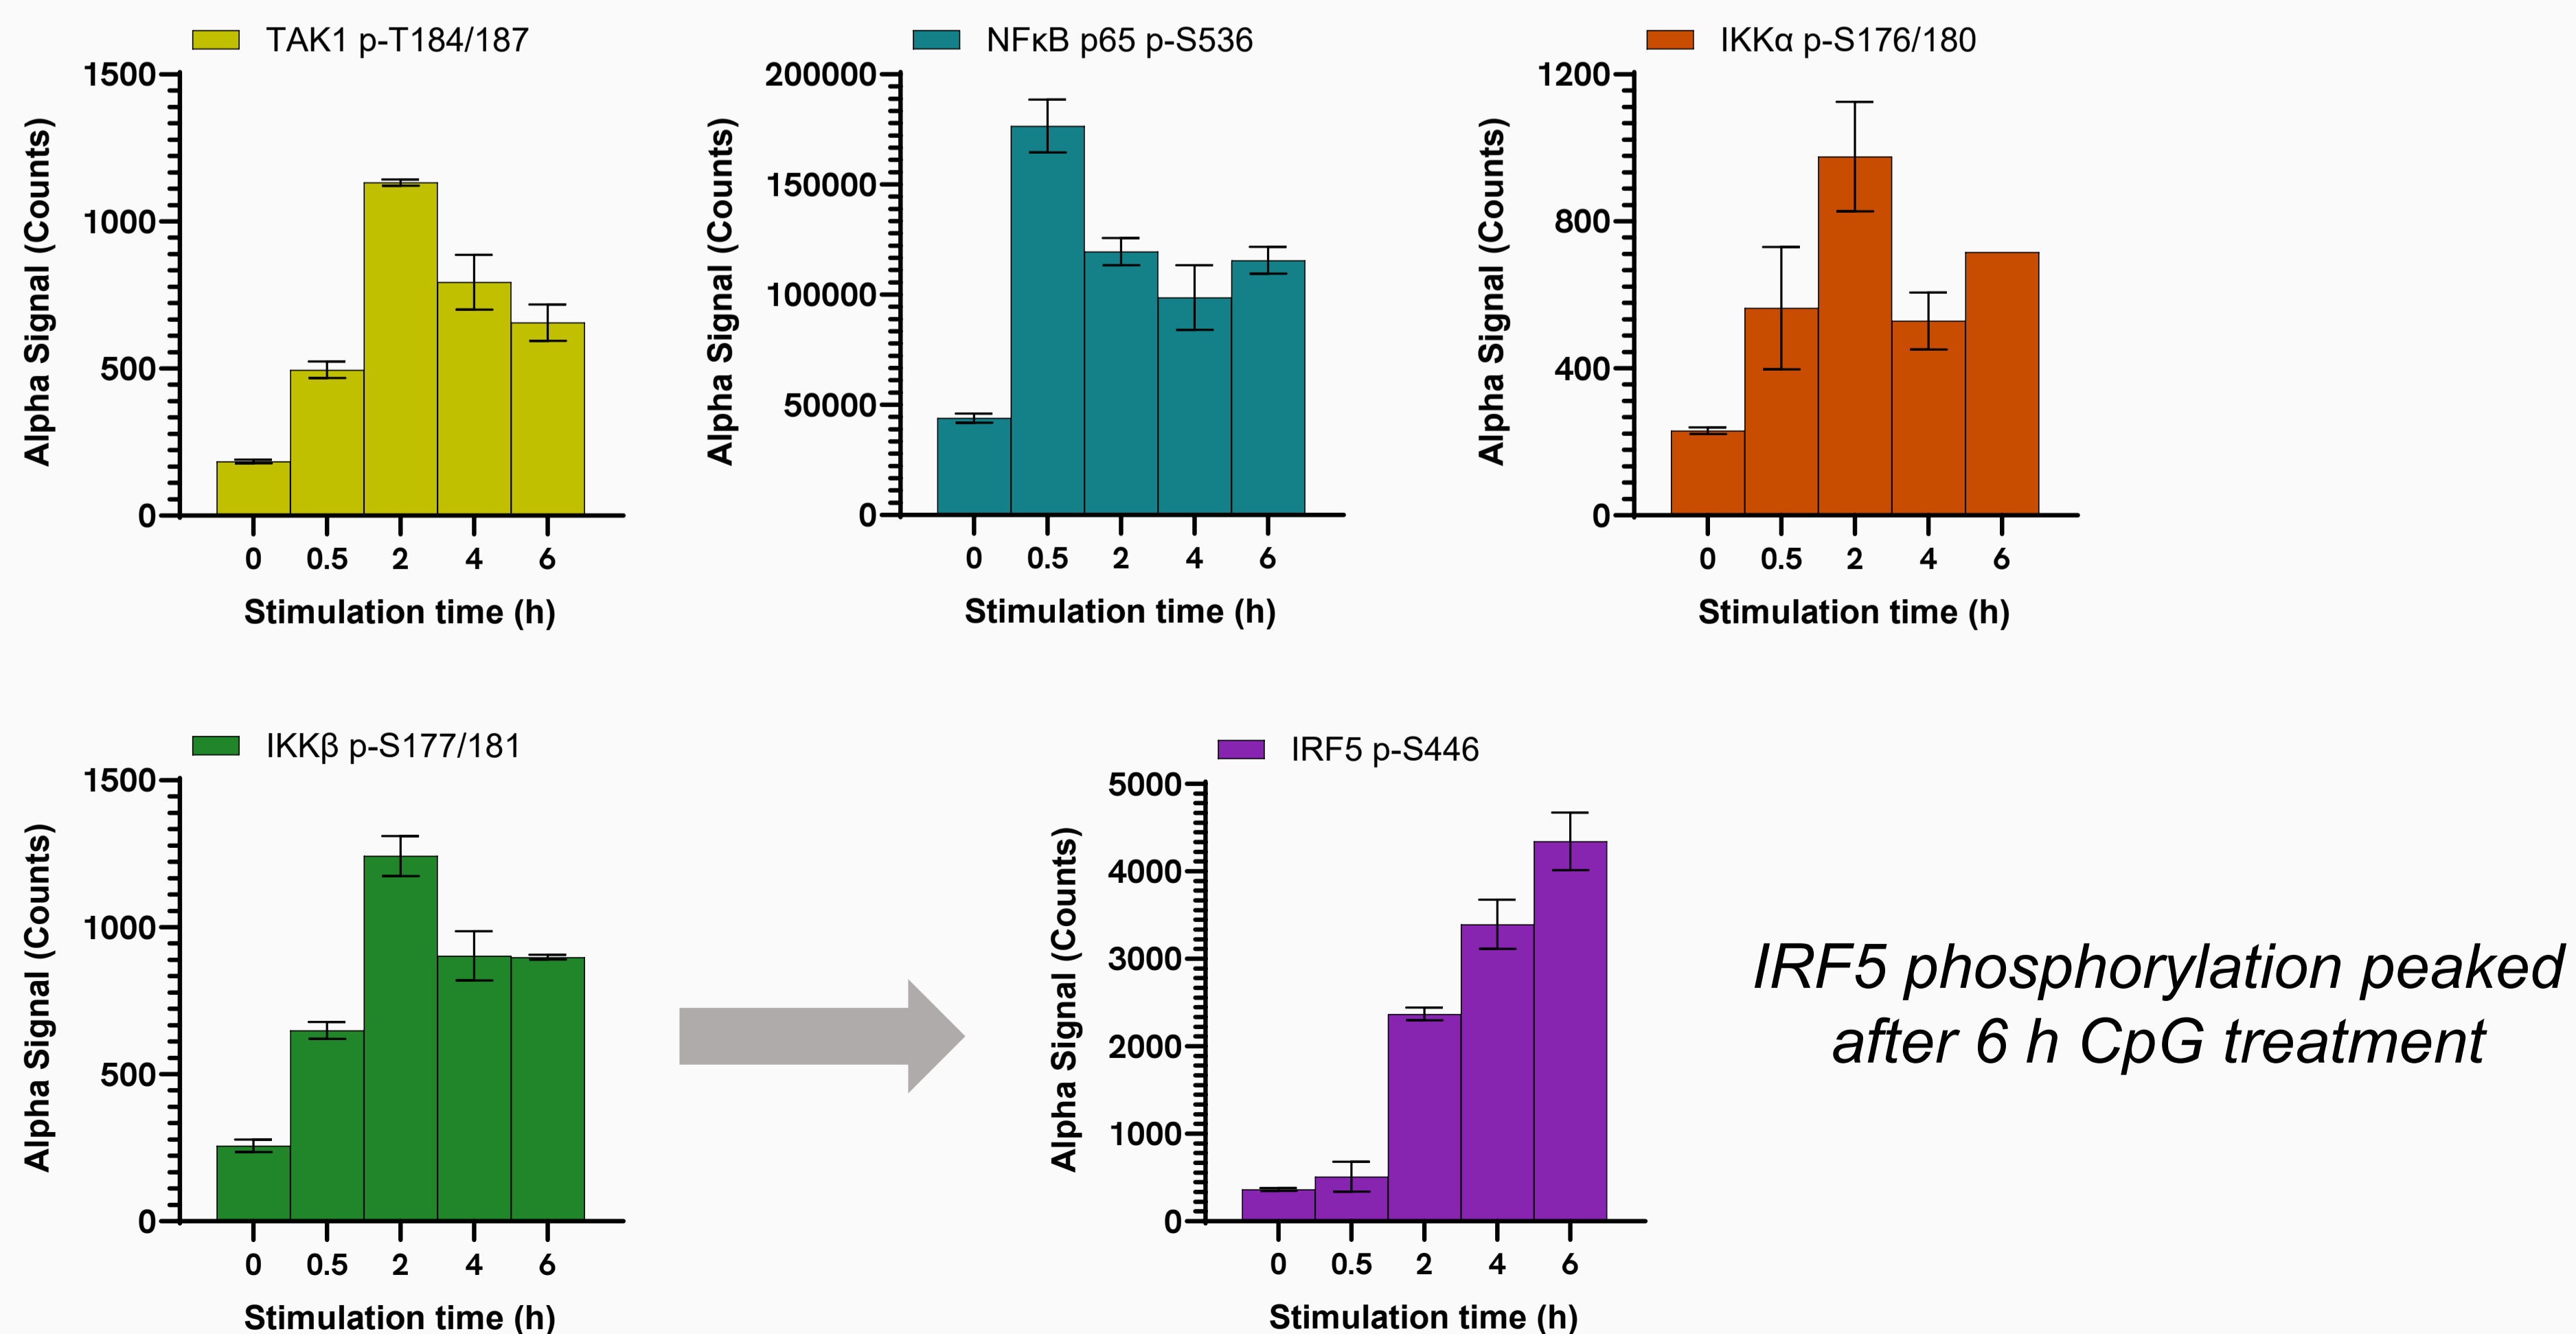 TAK1 p-T184/187
1500
1000
500
0
Alpha Signal (Counts)
0 0.5 2 4 6
Stimulation time (h)
NFκB p65 p-S536
200000
150000
100000
50000
0
Alpha Signal (Counts)
0 0.5 2 4 6
Stimulation time (h)
IKKα p-S176/180
1200
800
400
0
Alpha Signal (Counts)
0 0.5 2 4 6
Stimulation time (h)
IKKβ p-S177/181
1500
1000
500
0
Alpha Signal (Counts)
0 0.5 2 4 6
Stimulation time (h)
IRF5 p-S446
5000
4000
3000
2000
1000
0
Alpha Signal (Counts)
0 0.5 2 4 6
Stimulation time (h)
IRF5 phosphorylation peaked
after 6 h CpG treatment